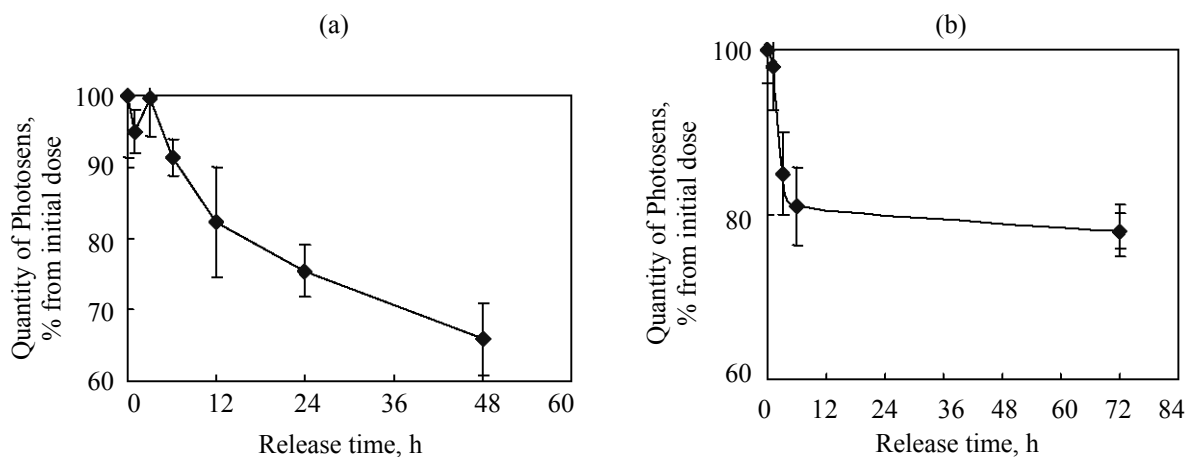 (a)
Quantity of Photosens,
% from initial dose
100
90
80
70
60
0 12 24 36 48 60
Release time, h
(b)
Quantity of Photosens,
% from initial dose
100
80
60
0 12 24 36 48 60 72 84
Release time, h